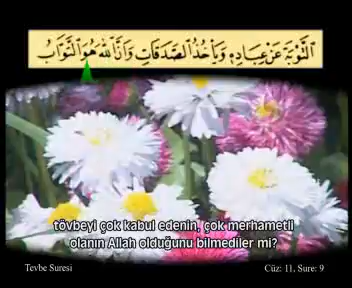 التَّوْبَةَ عَنْ عِبَادِهِ وَيَأْخُذُ الصَّدَقَاتِ وَاَنَّ اللّٰهَ هُوَ التَّوَّابُ
tövbeyi çok kabul edenin, çok merhametli
olanın Allah olduğunu bilmediler mi?
Tevbe Suresi
Cüz: 11, Sure: 9